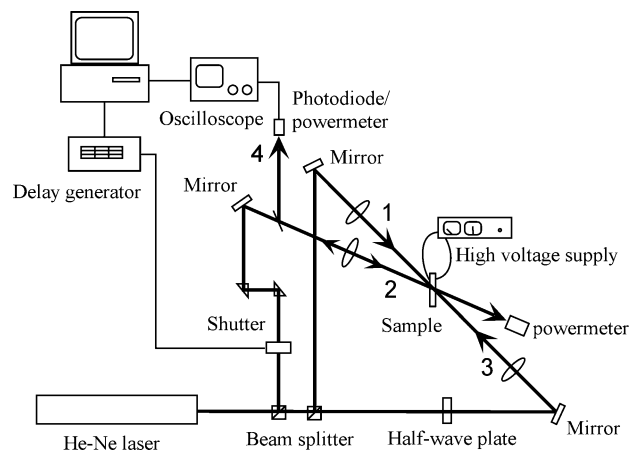 Oscilloscope
Photodiode/
powermeter
4
Mirror
Delay generator
Mirror
1
High voltage supply
2
Shutter
Sample
powermeter
3
He-Ne laser
Beam splitter
Half-wave plate
Mirror